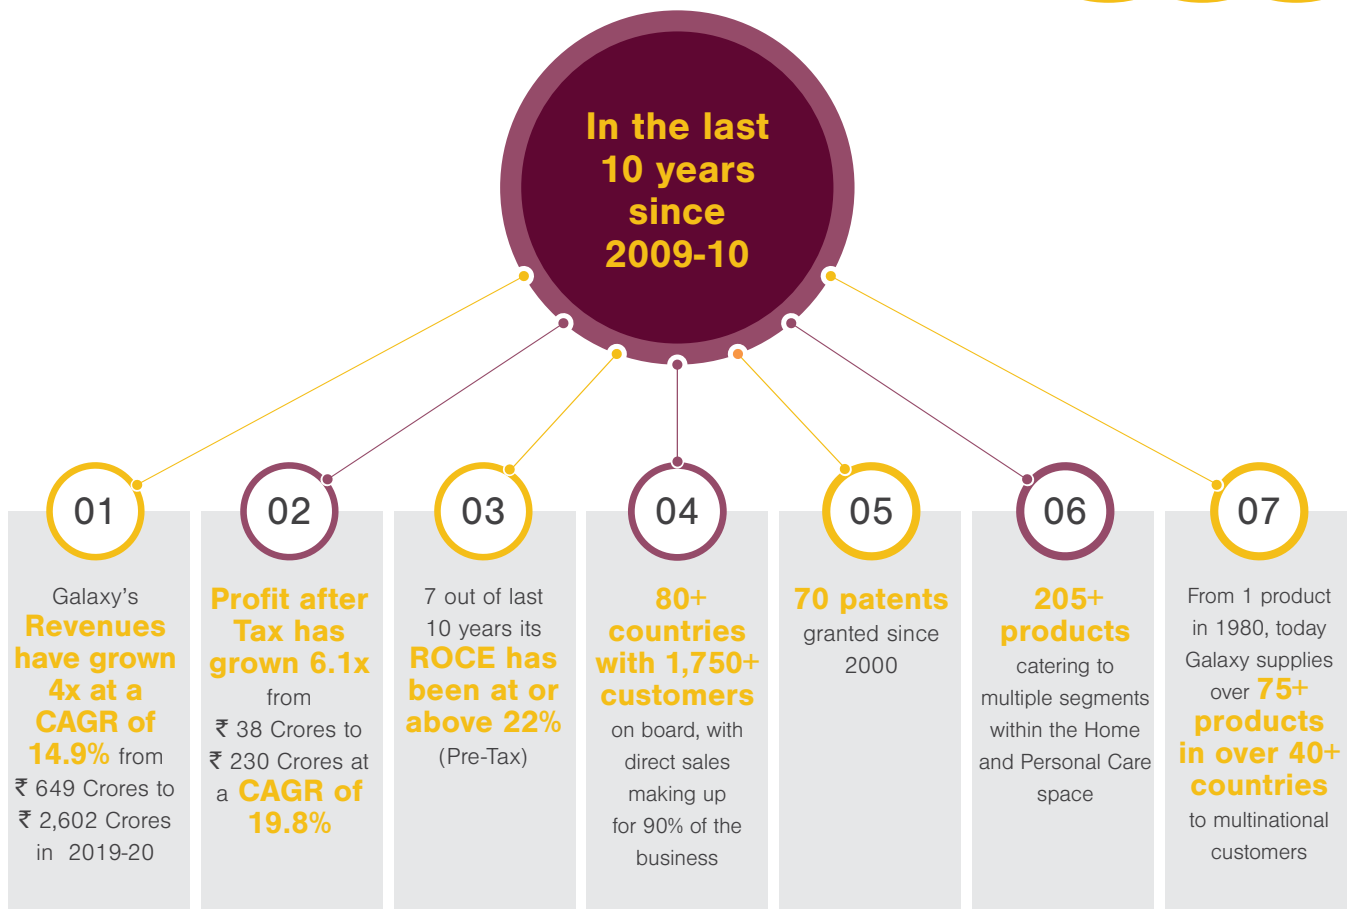 In the last
10 years
since
2009-10
01
Galaxy's
Revenues
have grown
4x at a
CAGR of
14.9% from
₹ 649 Crores to
₹ 2,602 Crores
in 2019-20
02
Profit after
Tax has
grown 6.1x
from
₹ 38 Crores to
₹ 230 Crores at
a CAGR of
19.8%
03
7 out of last
10 years its
ROCE has
been at or
above 22%
(Pre-Tax)
04
80+
countries
with 1,750+
customers
on board, with
direct sales
making up
for 90% of the
business
05
70 patents
granted since
2000
06
205+
products
catering to
multiple segments
within the Home
and Personal Care
space
07
From 1 product
in 1980, today
Galaxy supplies
over 75+
products
in over 40+
countries
to multinational
customers